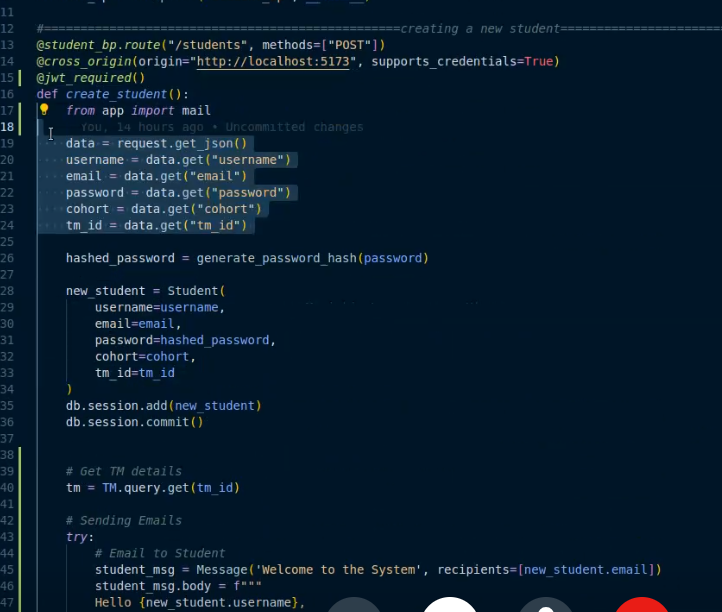 11
12 #=================================================creating a new student======================
13 @student_bp.route("/students", methods=["POST"])
14 @cross_origin(origin="http://localhost:5173", supports_credentials=True)
15 @jwt_required()
16 def create_student():
17     from app import mail
18     You, 14 hours ago • Uncommitted changes
19     data = request.get_json()
20     username = data.get("username")
21     email = data.get("email")
22     password = data.get("password")
23     cohort = data.get("cohort")
24     tm_id = data.get("tm_id")
25
26     hashed_password = generate_password_hash(password)
27
28     new_student = Student(
29         username=username,
30         email=email,
31         password=hashed_password,
32         cohort=cohort,
33         tm_id=tm_id
34     )
35     db.session.add(new_student)
36     db.session.commit()
37
38
39     # Get TM details
40     tm = TM.query.get(tm_id)
41
42     # Sending Emails
43     try:
44         # Email to Student
45         student_msg = Message('Welcome to the System', recipients=[new_student.email])
46         student_msg.body = f"""
47         Hello {new_student.username},